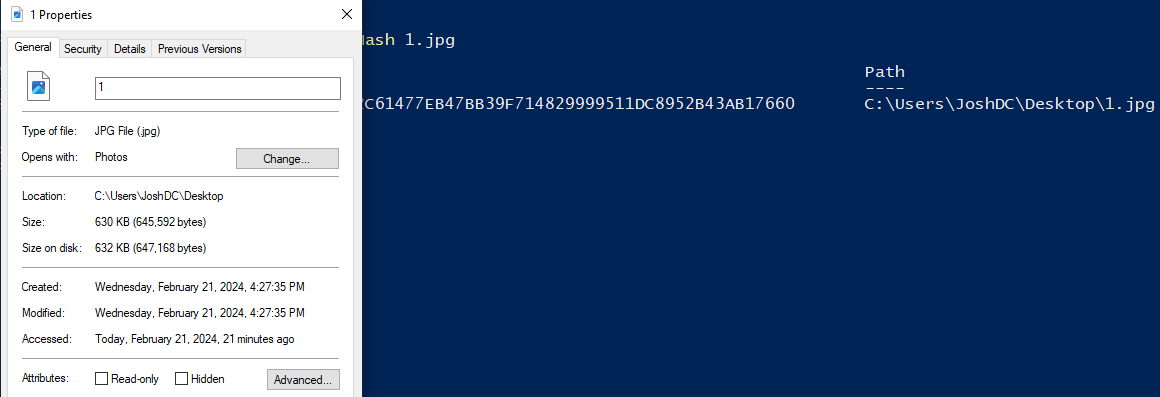 1 Properties
General Security Details Previous Versions
1
Type of file: JPG File (.jpg)
Opens with: Photos Change...
Location: C:\Users\JoshDC\Desktop
Size: 630 KB (645,592 bytes)
Size on disk: 632 KB (647,168 bytes)
Created: Wednesday, February 21, 2024, 4:27:35 PM
Modified: Wednesday, February 21, 2024, 4:27:35 PM
Accessed: Today, February 21, 2024, 21 minutes ago
Attributes: Read-only Hidden Advanced...
Hash 1.jpg
Path
----
C61477EB47BB39F714829999511DC8952B43AB17660 C:\Users\JoshDC\Desktop\1.jpg